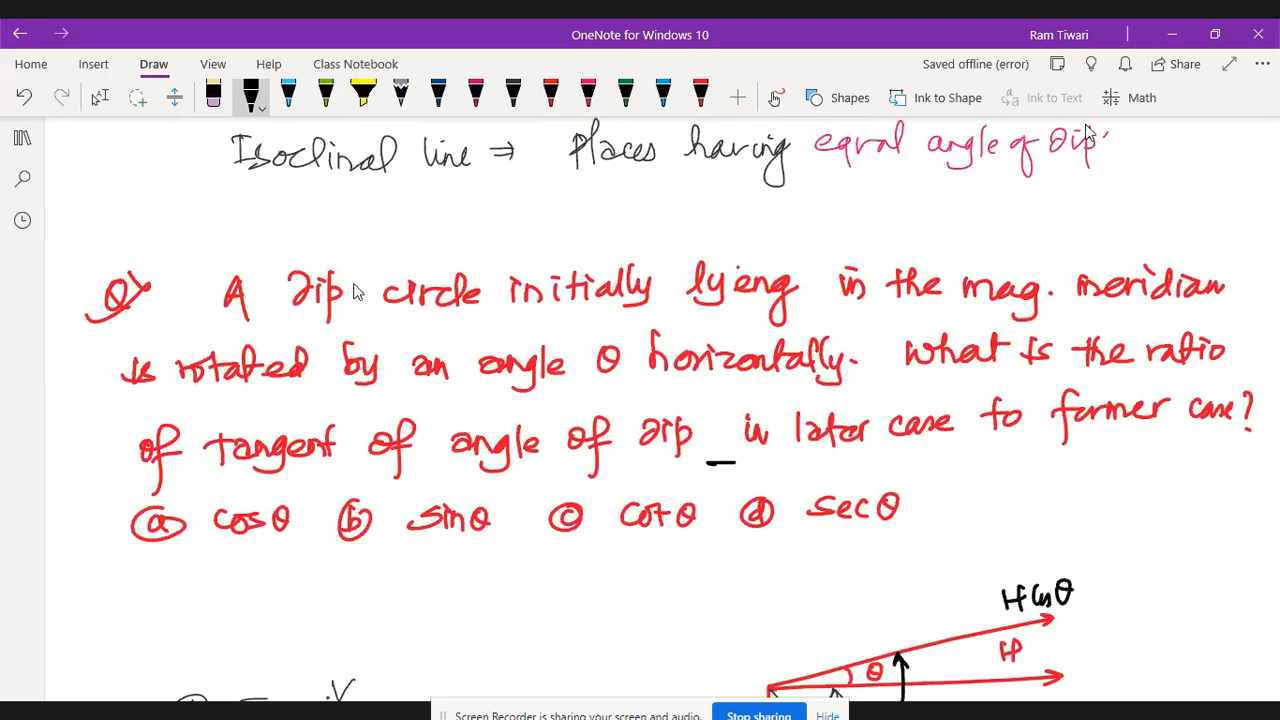 OneNote for Windows 10
Ram Tiwari
Home Insert Draw View Help Class Notebook
Saved offline (error)
Share
Shapes
Ink to Shape
Ink to Text
Math
Isoclinal line ⇒ Places having equal angle of Dip.
Q> A Dip circle initially lyeng in the mag. meridian
is rotated by an angle θ horizontally. What is the ratio
of tangent of angle of Dip _ in later case to former case?
(a) cosθ (b) sinθ (c) cotθ (d) secθ
H Cosθ
H
θ
V
Screen Recorder is sharing your screen and audio.
Stop sharing
Hide